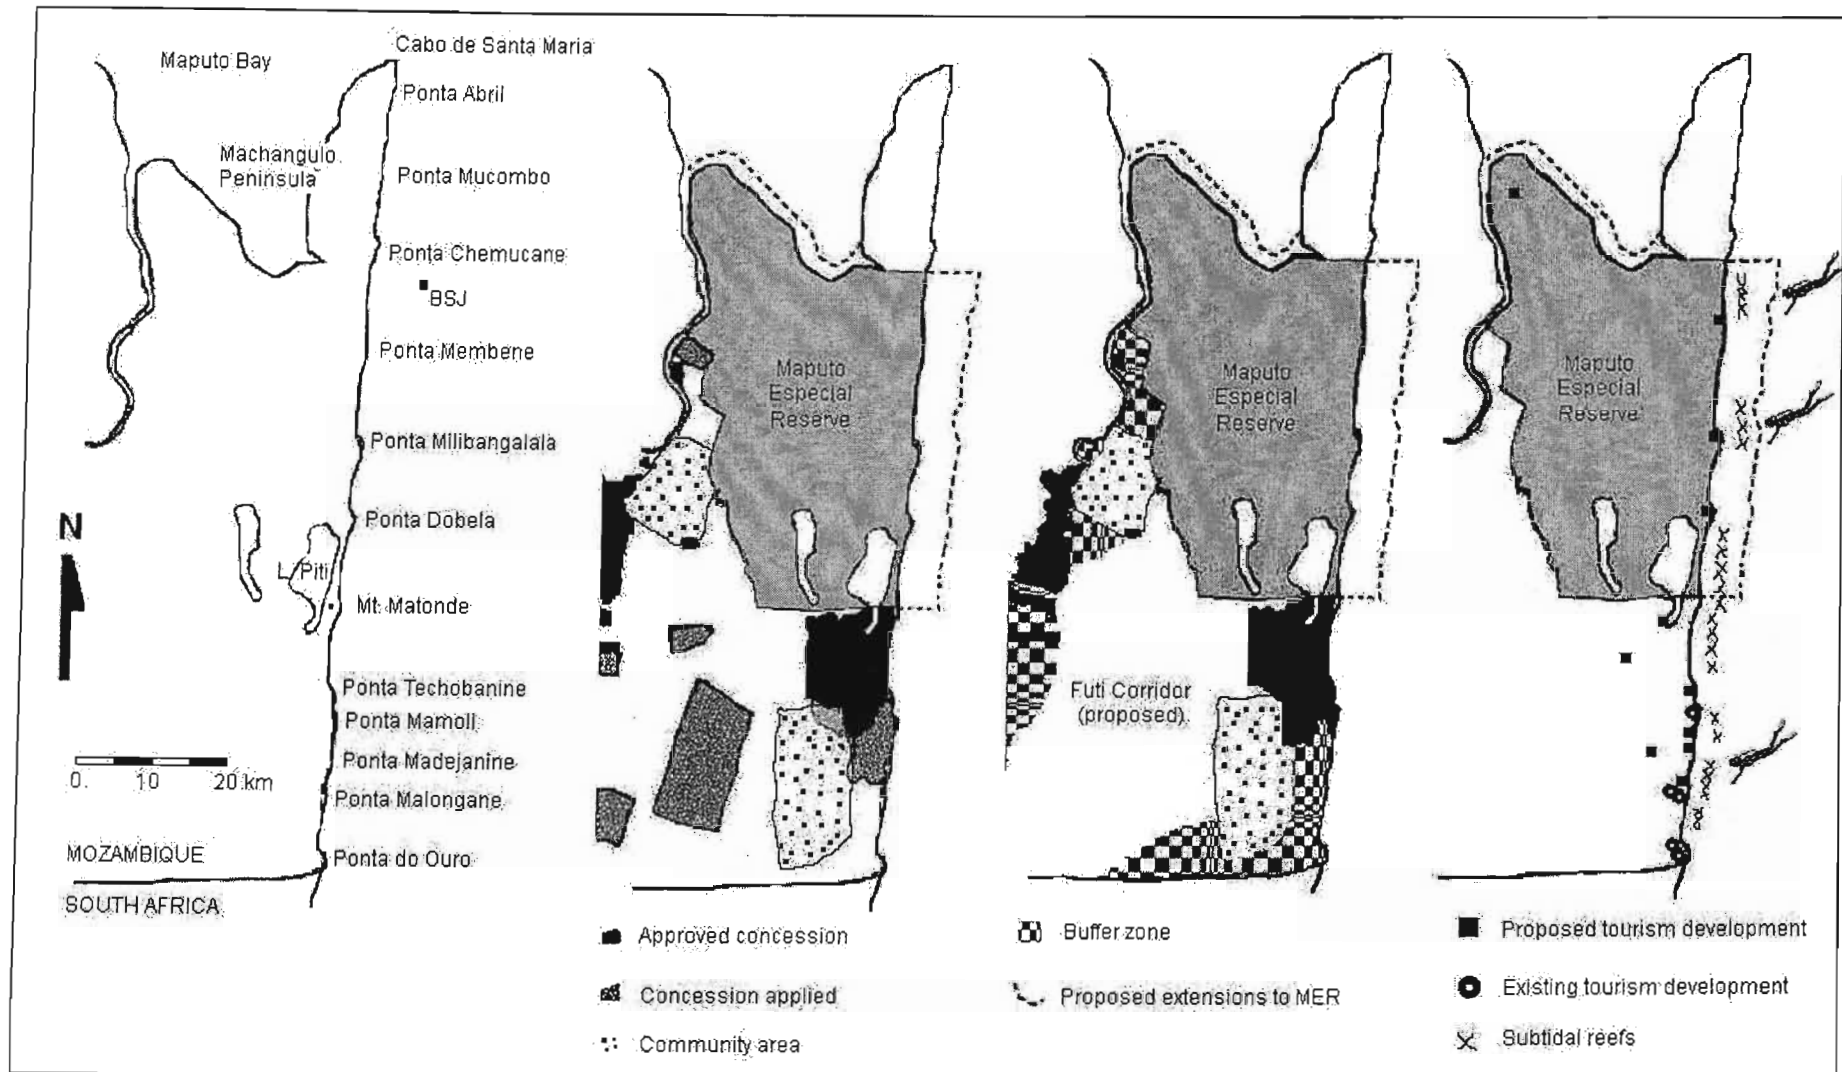 Maputo Bay
Cabo de Santa Maria
Ponta Abril
Machangulo
Peninsula
Ponta Mucombo
Ponta Chemucane
BSJ
Ponta Membene
Ponta Milibangalala
N
Ponta Dobela
L. Piti
Mt. Matonde
Ponta Techobanine
Ponta Mamoli
0 10 20 km
Ponta Madejanine
Ponta Malongane
MOZAMBIQUE
Ponta do Ouro
SOUTH AFRICA
Maputo
Especial
Reserve
Approved concession
Concession applied
Community area
Maputo
Especial
Reserve
Futi Corridor
(proposed)
Buffer zone
Proposed extensions to MER
Maputo
Especial
Reserve
Proposed tourism development
Existing tourism development
Subtidal reefs